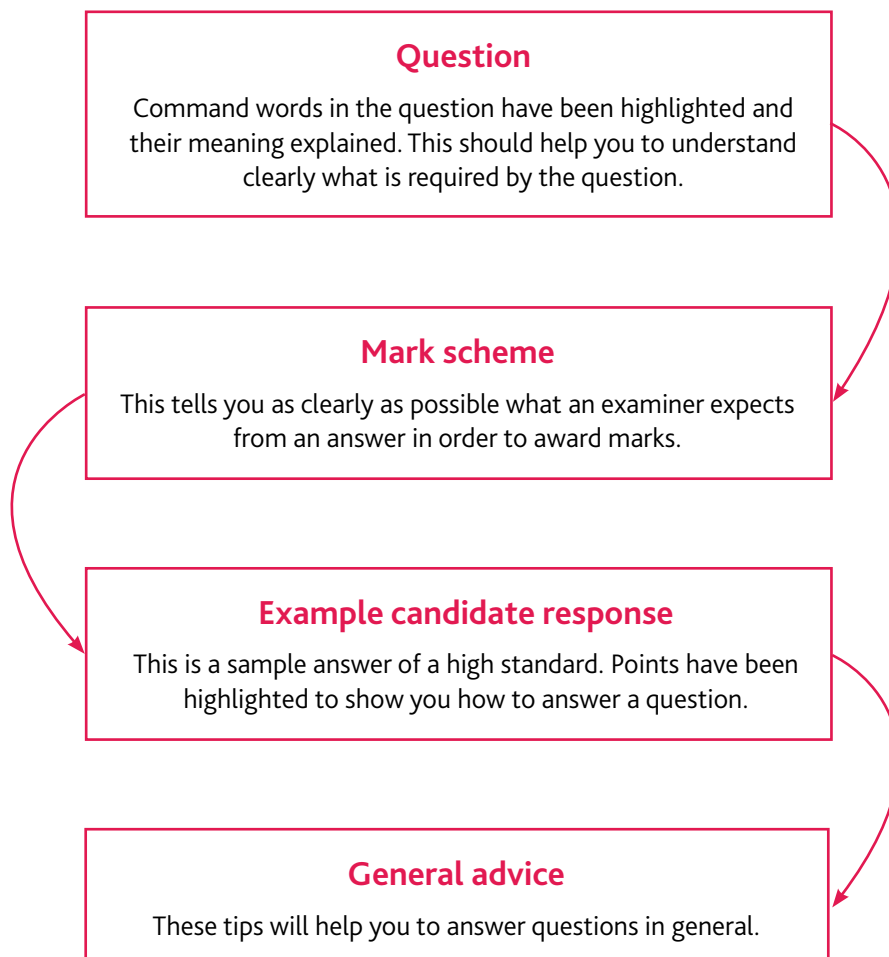 Question
Command words in the question have been highlighted and
their meaning explained. This should help you to understand
clearly what is required by the question.
Mark scheme
This tells you as clearly as possible what an examiner expects
from an answer in order to award marks.
Example candidate response
This is a sample answer of a high standard. Points have been
highlighted to show you how to answer a question.
General advice
These tips will help you to answer questions in general.